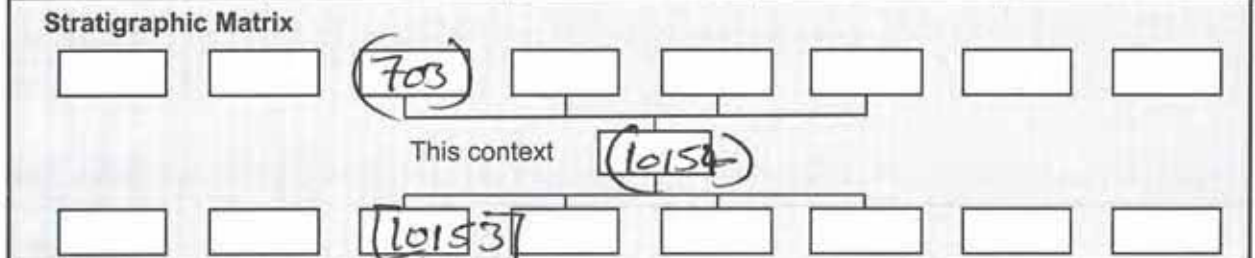 Stratigraphic Matrix
(703)
This context (10154)
[10153]